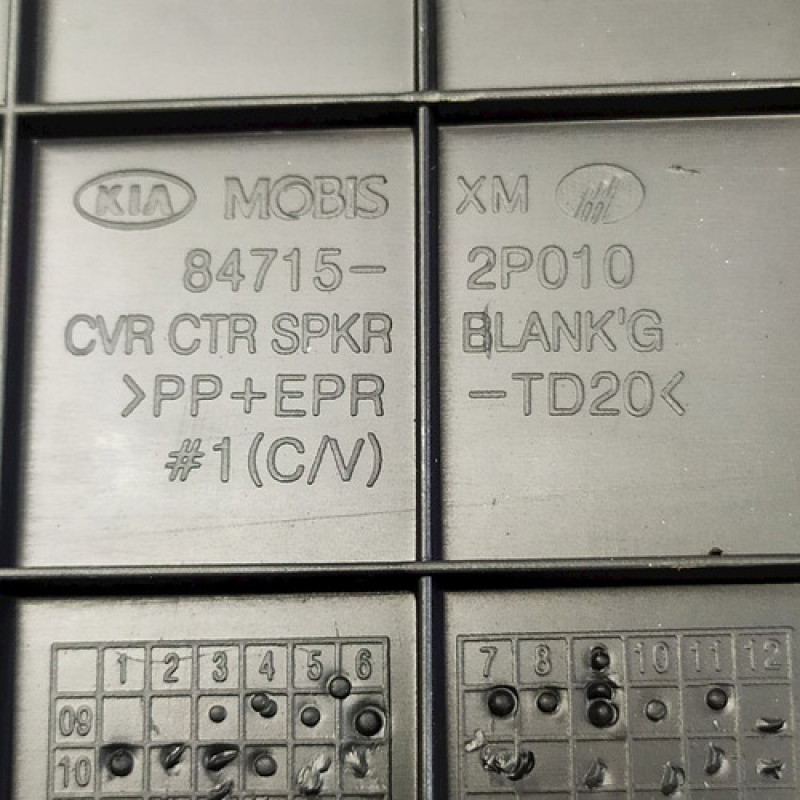 KIA MOBIS XM
84715- 2P010
CVR CTR SPKR BLANK'G
>PP+EPR -TD20<
#1(C/V)
1 2 3 4 5 6 7 8 9 10 11 12
09
10